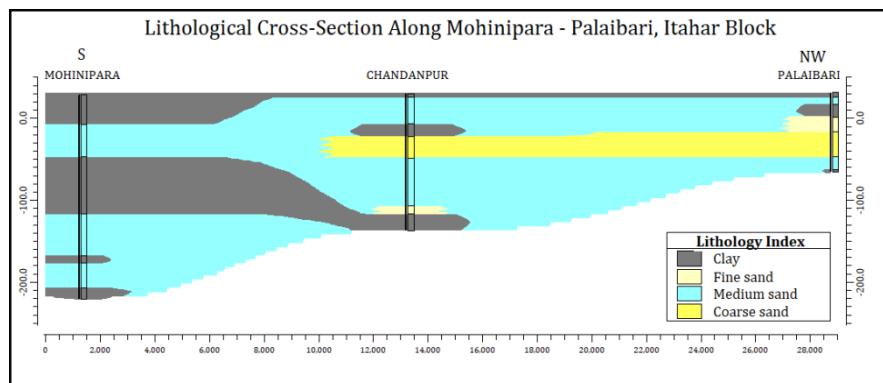 Lithological Cross-Section Along Mohinipara - Palaibari, Itahar Block
S
NW
MOHINIPARA
CHANDANPUR
PALAIBARI
0.0
0.0
-100.0
-100.0
-200.0
-200.0
Lithology Index
Clay
Fine sand
Medium sand
Coarse sand
0
2.000
4.000
6.000
8.000
10.000
12.000
14.000
16.000
18.000
20.000
22.000
24.000
26.000
28.000